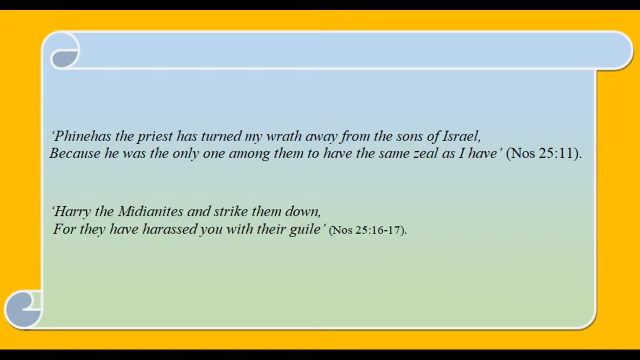 ‘Phinehas the priest has turned my wrath away from the sons of Israel,
Because he was the only one among them to have the same zeal as I have’ (Nos 25:11).
‘Harry the Midianites and strike them down,
For they have harassed you with their guile’ (Nos 25:16-17).